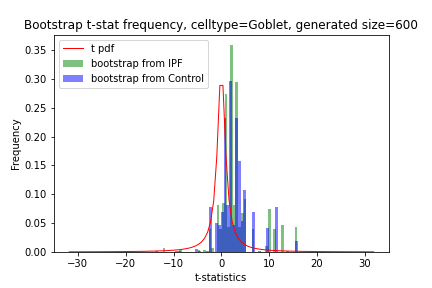 Bootstrap t-stat frequency, celltype=Goblet, generated size=600
t pdf
bootstrap from IPF
bootstrap from Control
Frequency
0.35
0.30
0.25
0.20
0.15
0.10
0.05
0.00
−30 −20 −10 0 10 20 30
t-statistics